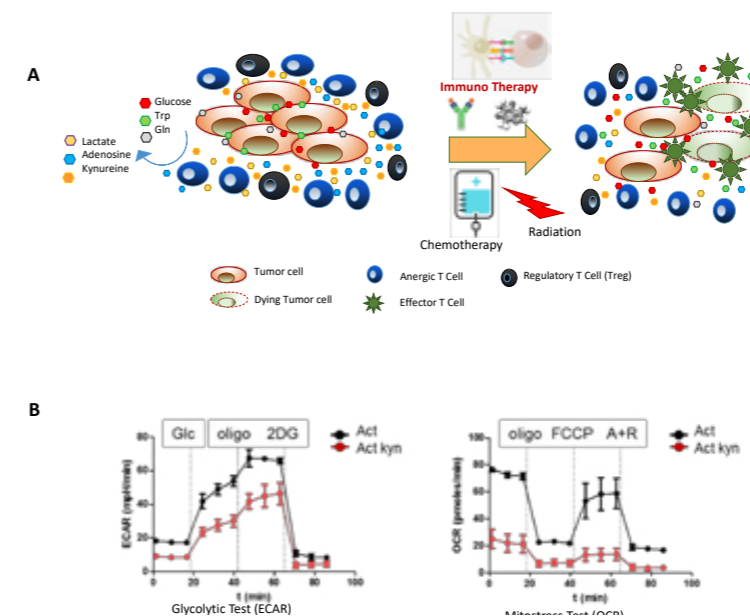 A
Immuno Therapy
Glucose
Trp
Gln
Lactate
Adenosine
Kynureine
Chemotherapy
Radiation
Tumor cell
Anergic T Cell
Regulatory T Cell (Treg)
Dying Tumor cell
Effector T Cell
B
Glc oligo 2DG
Act
Act kyn
80
60
40
20
0
ECAR (mpH/min)
0 20 40 60 80 100
t (min)
Glycolytic Test (ECAR)
oligo FCCP A+R
Act
Act kyn
100
80
60
40
20
0
OCR (pmoles/min)
0 20 40 60 80 100
t (min)
Mitostress Test (OCR)